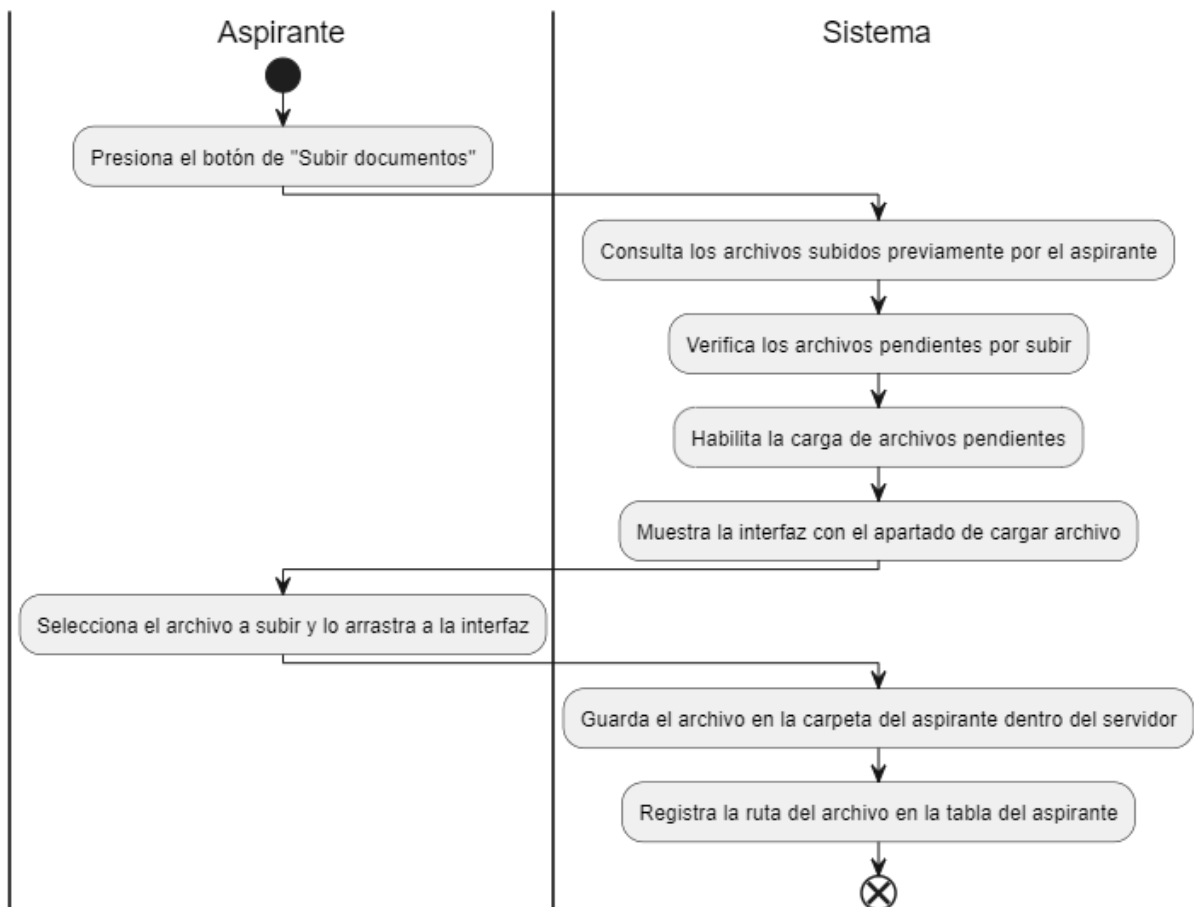 Aspirante
Sistema
Presiona el botón de "Subir documentos"
Consulta los archivos subidos previamente por el aspirante
Verifica los archivos pendientes por subir
Habilita la carga de archivos pendientes
Muestra la interfaz con el apartado de cargar archivo
Selecciona el archivo a subir y lo arrastra a la interfaz
Guarda el archivo en la carpeta del aspirante dentro del servidor
Registra la ruta del archivo en la tabla del aspirante